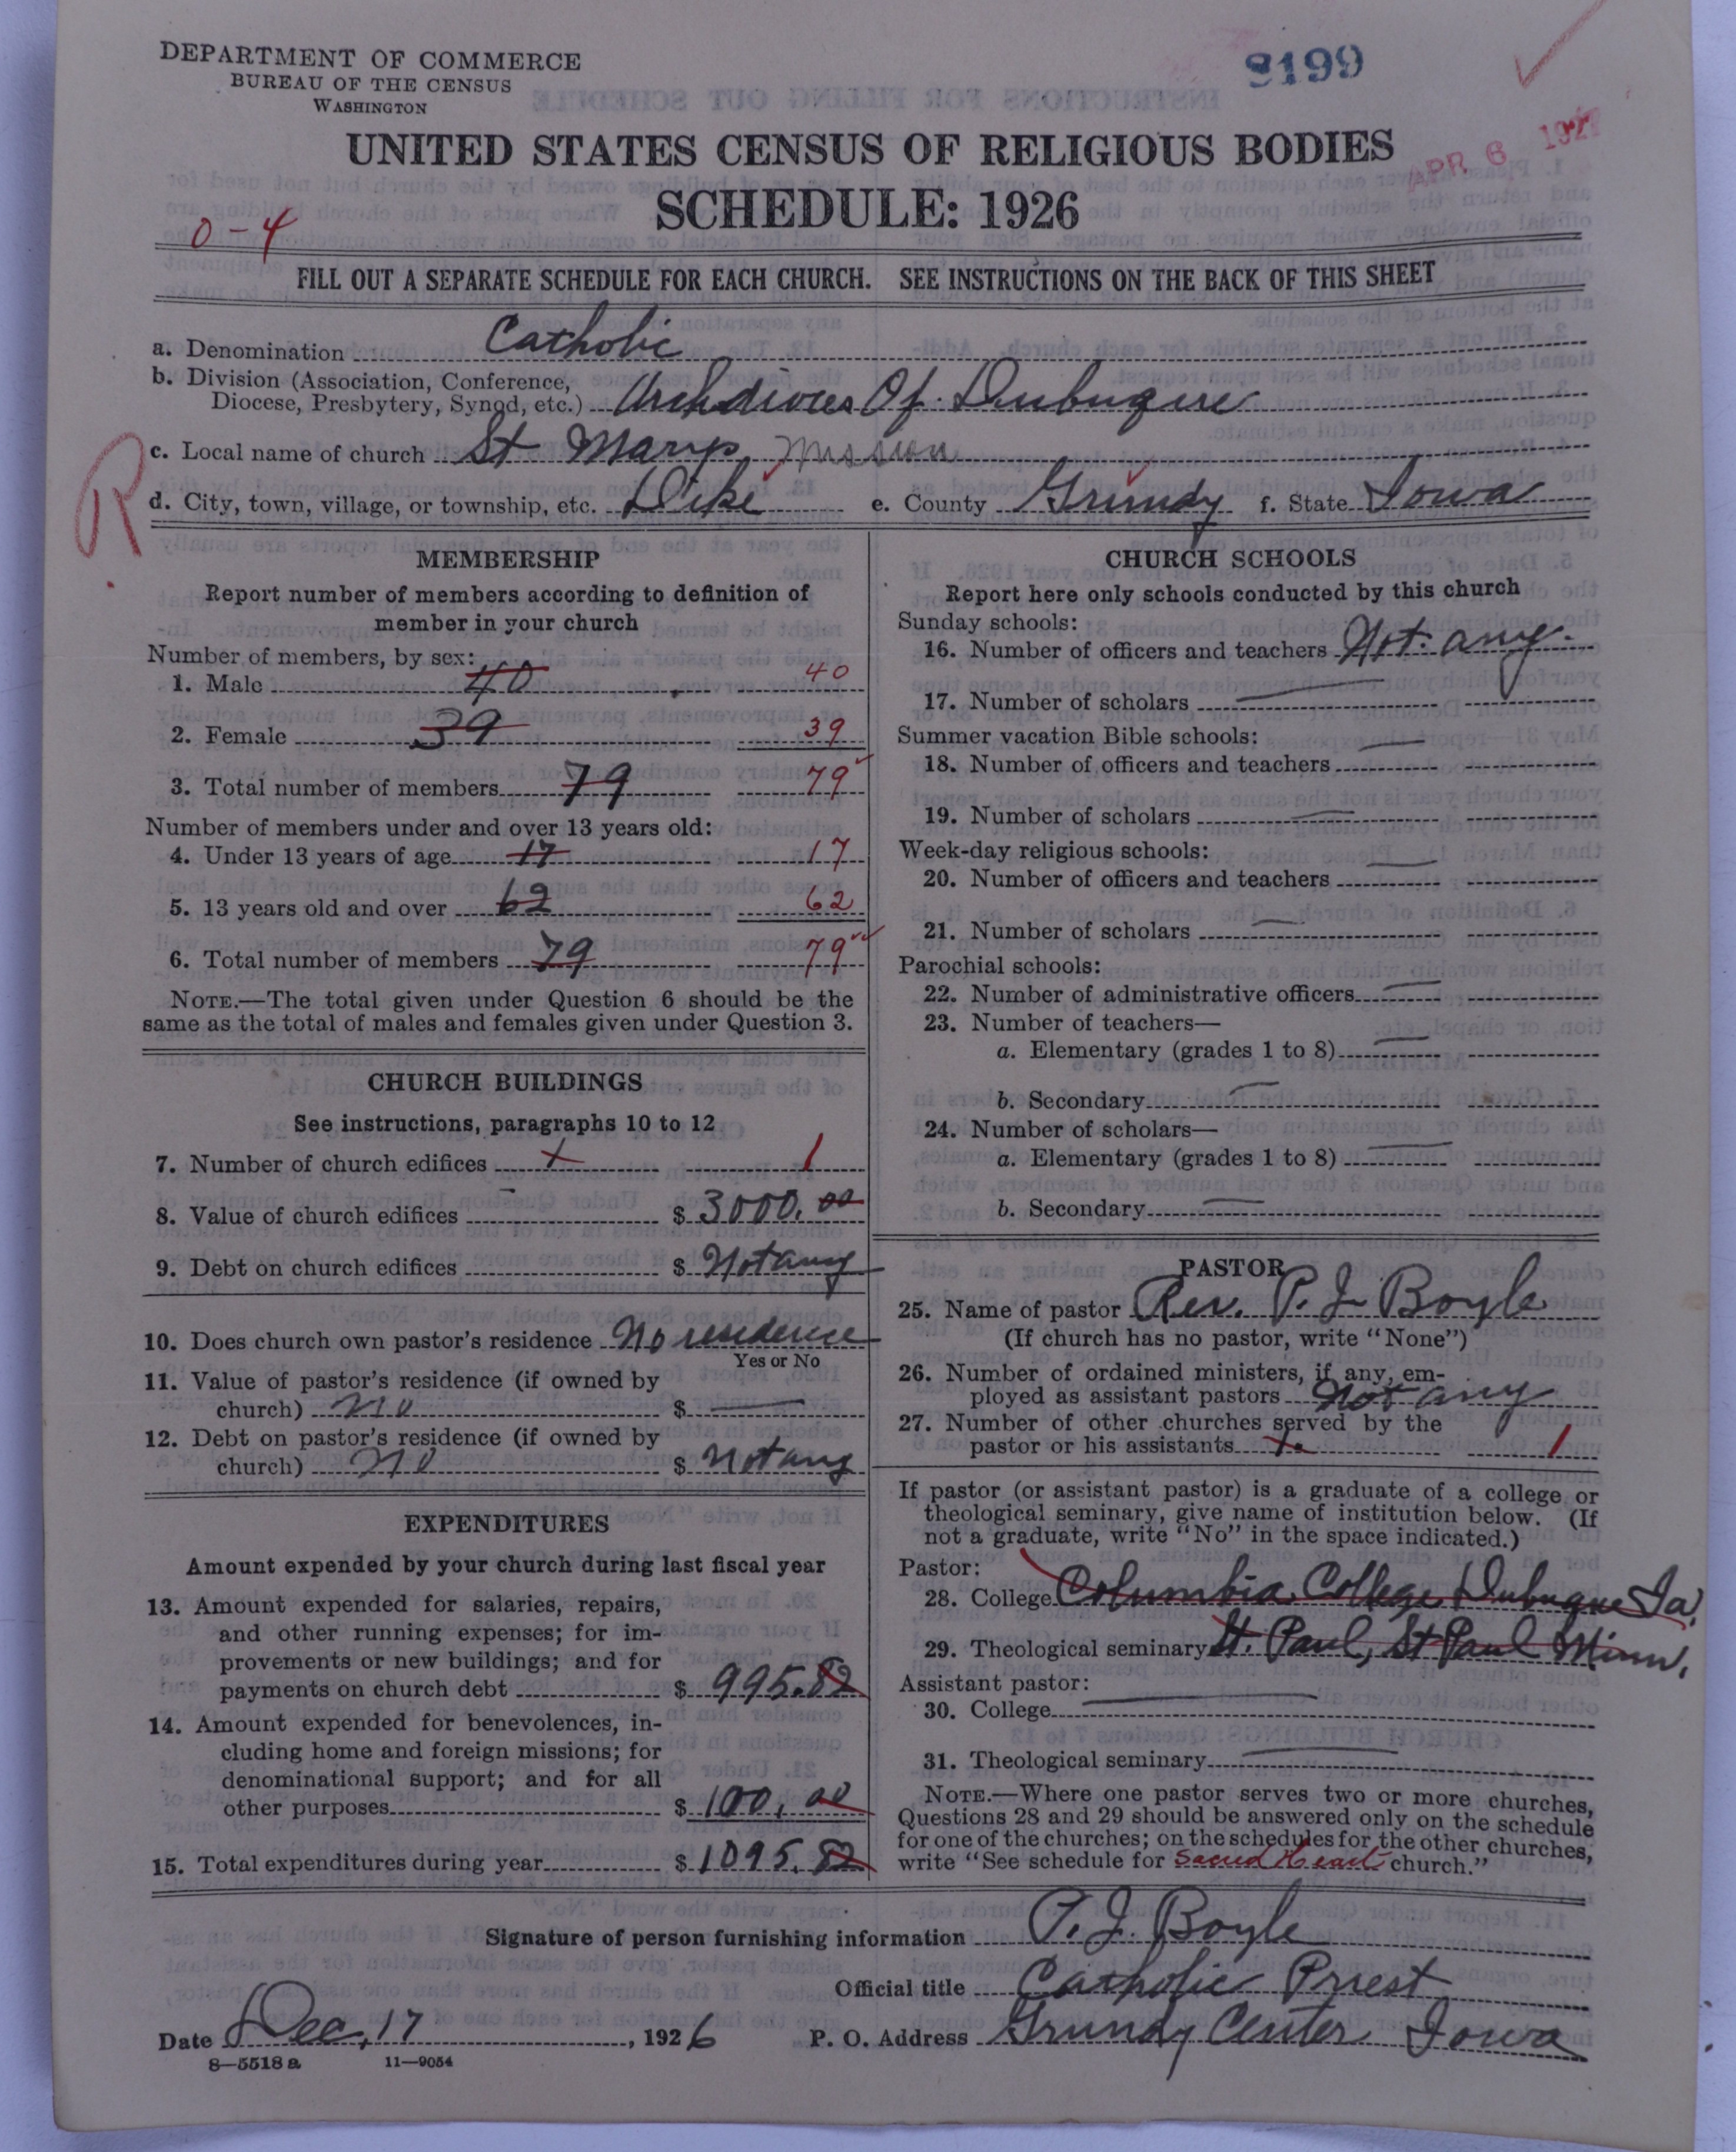 DEPARTMENT OF COMMERCE
BUREAU OF THE CENSUS
WASHINGTON
9199
APR 6 1927
UNITED STATES CENSUS OF RELIGIOUS BODIES
SCHEDULE: 1926
0-4
FILL OUT A SEPARATE SCHEDULE FOR EACH CHURCH. SEE INSTRUCTIONS ON THE BACK OF THIS SHEET
a. Denomination Catholic
b. Division (Association, Conference,
Diocese, Presbytery, Synod, etc.) Archdioces Of. Dubuque
c. Local name of church St Marys Mission
R
d. City, town, village, or township, etc. Dike e. County Grundy f. State Iowa
MEMBERSHIP
Report number of members according to definition of
member in your church
Number of members, by sex:
1. Male 40 40
2. Female 39 39
3. Total number of members 79 79
Number of members under and over 13 years old:
4. Under 13 years of age 17 17
5. 13 years old and over 62 62
6. Total number of members 79 79
NOTE.—The total given under Question 6 should be the
same as the total of males and females given under Question 3.
CHURCH BUILDINGS
See instructions, paragraphs 10 to 12
7. Number of church edifices 1 1
8. Value of church edifices $ 3000.00
9. Debt on church edifices $ Not any
10. Does church own pastor's residence No residence
Yes or No
11. Value of pastor's residence (if owned by
church) no $ —
12. Debt on pastor's residence (if owned by
church) no $ Not any
EXPENDITURES
Amount expended by your church during last fiscal year
13. Amount expended for salaries, repairs,
and other running expenses; for im-
provements or new buildings; and for
payments on church debt $ 995.82
14. Amount expended for benevolences, in-
cluding home and foreign missions; for
denominational support; and for all
other purposes $ 100.00
15. Total expenditures during year $ 1095.82
CHURCH SCHOOLS
Report here only schools conducted by this church
Sunday schools:
16. Number of officers and teachers Not any.
17. Number of scholars
Summer vacation Bible schools:
18. Number of officers and teachers
19. Number of scholars
Week-day religious schools:
20. Number of officers and teachers
21. Number of scholars
Parochial schools:
22. Number of administrative officers
23. Number of teachers—
a. Elementary (grades 1 to 8)
b. Secondary
24. Number of scholars—
a. Elementary (grades 1 to 8)
b. Secondary
PASTOR
25. Name of pastor Rev. P. J. Boyle
(If church has no pastor, write "None")
26. Number of ordained ministers, if any, em-
ployed as assistant pastors Not any
27. Number of other churches served by the
pastor or his assistants 1. 1
If pastor (or assistant pastor) is a graduate of a college or
theological seminary, give name of institution below. (If
not a graduate, write "No" in the space indicated.)
Pastor:
28. College Columbia College Dubuque Ia.
29. Theological seminary St. Paul, St Paul Minn.
Assistant pastor:
30. College
31. Theological seminary
NOTE.—Where one pastor serves two or more churches,
Questions 28 and 29 should be answered only on the schedule
for one of the churches; on the schedules for the other churches,
write "See schedule for Sacred Heart church."
Signature of person furnishing information P. J. Boyle
Official title Catholic Priest
Date Dec, 17, 1926 P. O. Address Grundy Center Iowa
8—5518 a 11—9054